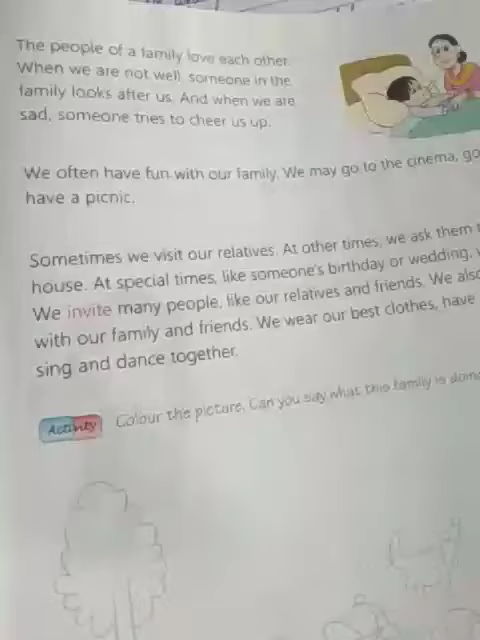 The people of a family love each other.
When we are not well, someone in the
family looks after us. And when we are
sad, someone tries to cheer us up.
We often have fun with our family. We may go to the cinema, go
have a picnic.
Sometimes we visit our relatives. At other times, we ask them
house. At special times, like someone's birthday or wedding,
We invite many people, like our relatives and friends. We also
with our family and friends. We wear our best clothes, have
sing and dance together.
Activity Colour the picture. Can you say what this family is doing